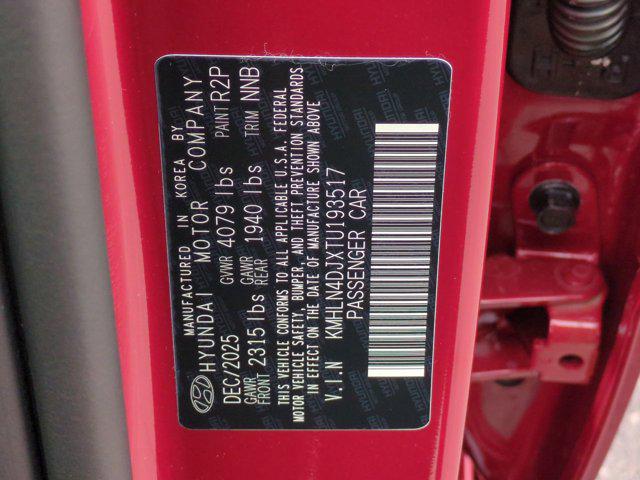 MANUFACTURED IN KOREA BY
HYUNDAI MOTOR COMPANY
DEC/2025 GVWR 4079 lbs PAINT R2P
GAWR FRONT 2315 lbs GAWR REAR 1940 lbs TRIM NNB
THIS VEHICLE CONFORMS TO ALL APPLICABLE U.S.A. FEDERAL
MOTOR VEHICLE SAFETY, BUMPER, AND THEFT PREVENTION STANDARDS
IN EFFECT ON THE DATE OF MANUFACTURE SHOWN ABOVE
V.I.N KMHLN4DJXTU193517
PASSENGER CAR